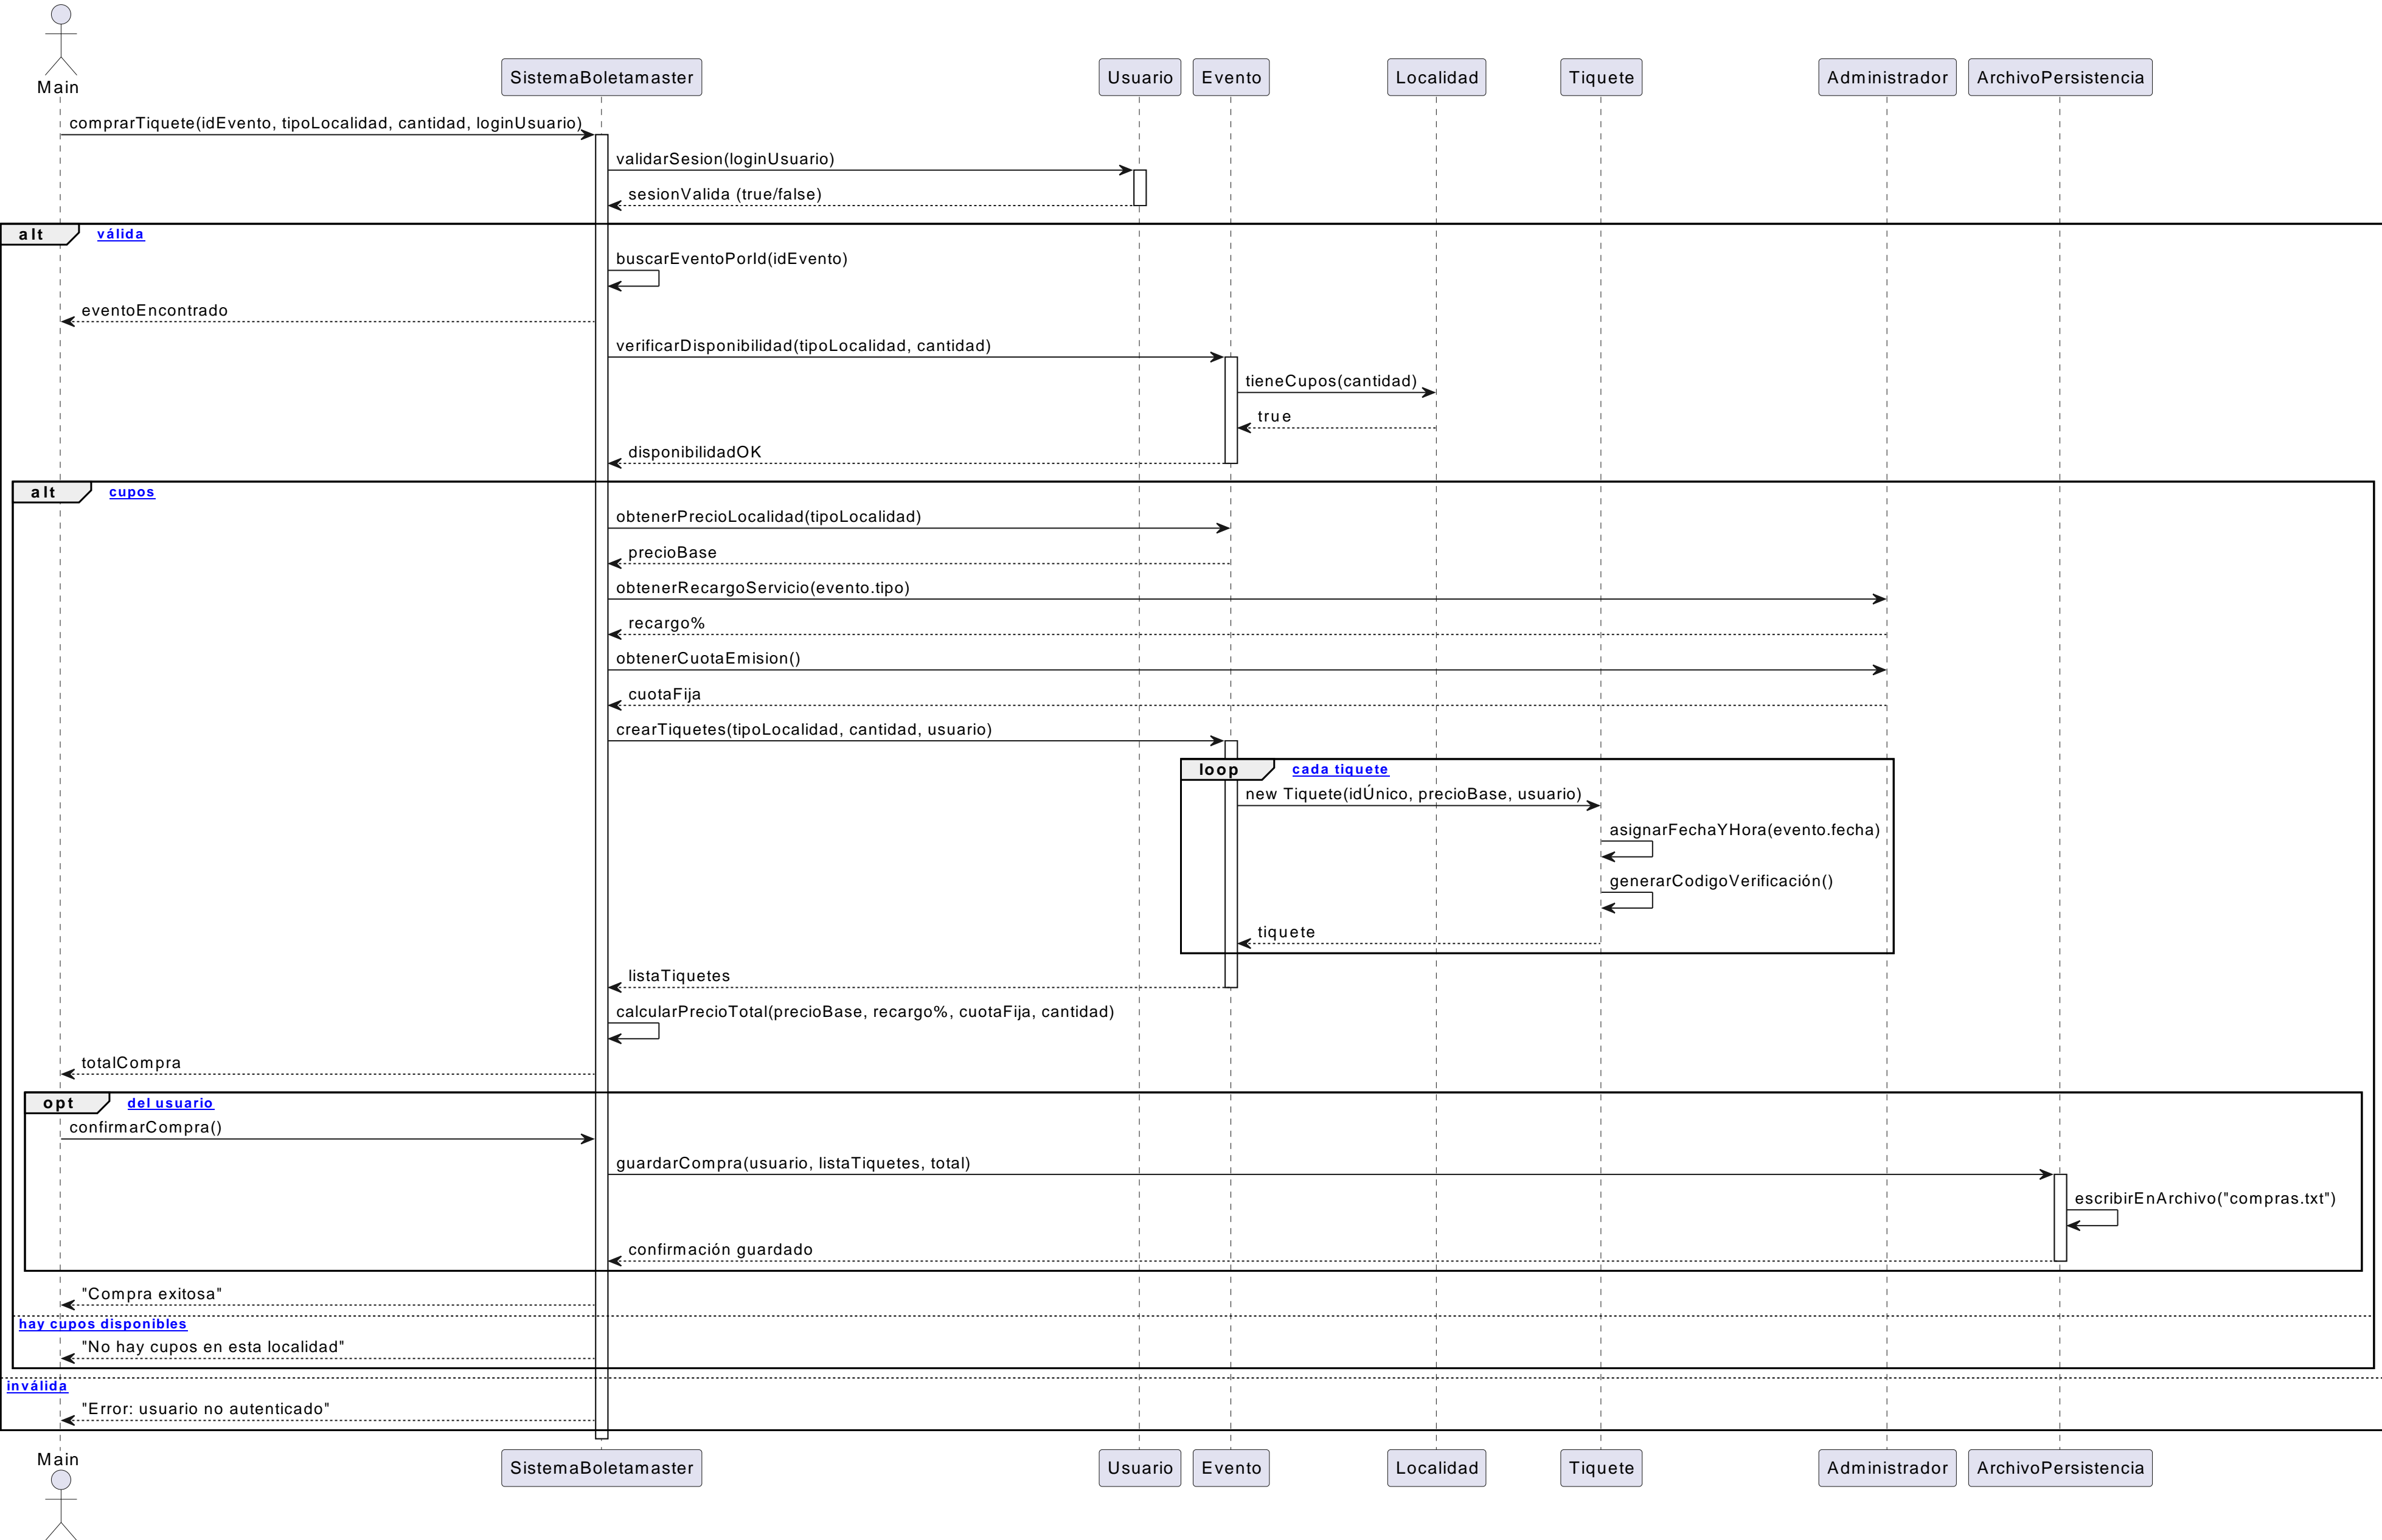 Main
SistemaBoletamaster
Usuario
Evento
Localidad
Tiquete
Administrador
ArchivoPersistencia
comprarTiquete(idEvento, tipoLocalidad, cantidad, loginUsuario)
validarSesion(loginUsuario)
sesionValida (true/false)
alt válida
buscarEventoPorId(idEvento)
eventoEncontrado
verificarDisponibilidad(tipoLocalidad, cantidad)
tieneCupos(cantidad)
true
disponibilidadOK
alt cupos
obtenerPrecioLocalidad(tipoLocalidad)
precioBase
obtenerRecargoServicio(evento.tipo)
recargo%
obtenerCuotaEmision()
cuotaFija
crearTiquetes(tipoLocalidad, cantidad, usuario)
loop cada tiquete
new Tiquete(idÚnico, precioBase, usuario)
asignarFechaYHora(evento.fecha)
generarCodigoVerificación()
tiquete
listaTiquetes
calcularPrecioTotal(precioBase, recargo%, cuotaFija, cantidad)
totalCompra
opt del usuario
confirmarCompra()
guardarCompra(usuario, listaTiquetes, total)
escribirEnArchivo("compras.txt")
confirmación guardado
"Compra exitosa"
hay cupos disponibles
"No hay cupos en esta localidad"
inválida
"Error: usuario no autenticado"
Main
SistemaBoletamaster
Usuario
Evento
Localidad
Tiquete
Administrador
ArchivoPersistencia